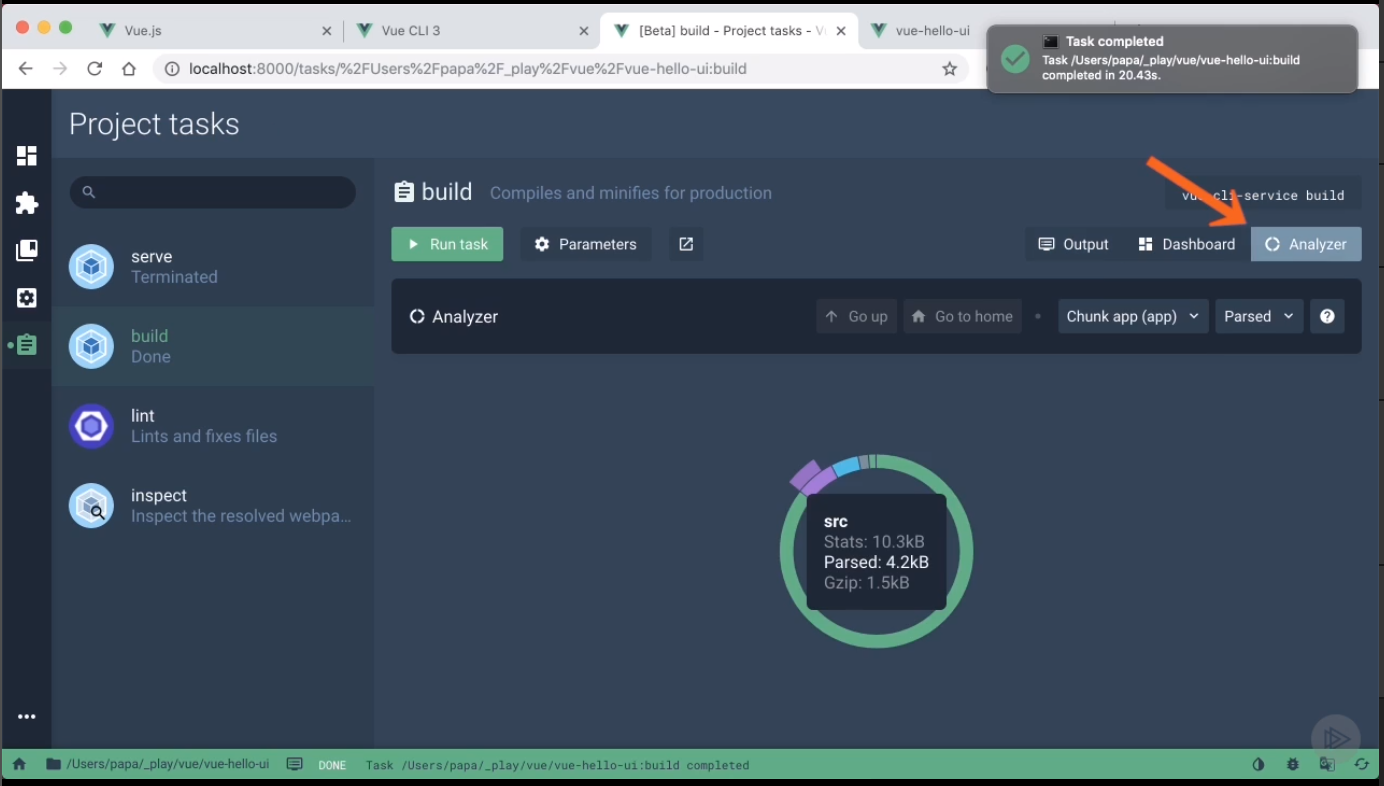 Vue.js
Vue CLI 3
[Beta] build - Project tasks - V
vue-hello-ui
Task completed
Task /Users/papa/_play/vue/vue-hello-ui:build
completed in 20.43s.
localhost:8000/tasks/%2FUsers%2Fpapa%2F_play%2Fvue%2Fvue-hello-ui:build
Project tasks
build Compiles and minifies for production
vue-cli-service build
Run task Parameters Output Dashboard Analyzer
serve
Terminated
build
Done
lint
Lints and fixes files
inspect
Inspect the resolved webpa...
Analyzer Go up Go to home Chunk app (app) Parsed ?
src
Stats: 10.3kB
Parsed: 4.2kB
Gzip: 1.5kB
/Users/papa/_play/vue/vue-hello-ui DONE Task /Users/papa/_play/vue/vue-hello-ui:build completed